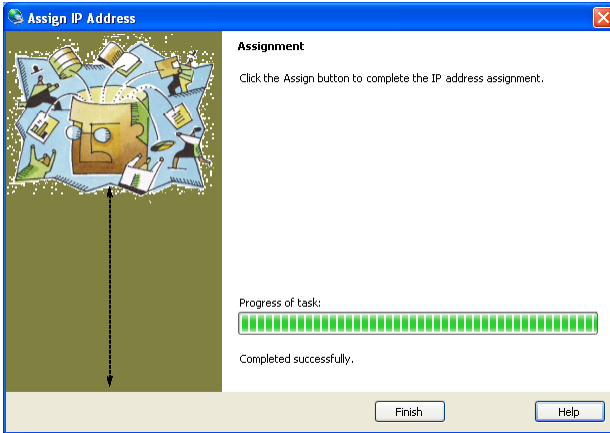 Assign IP Address
Assignment
Click the Assign button to complete the IP address assignment.
Progress of task:
Completed successfully.
Finish
Help